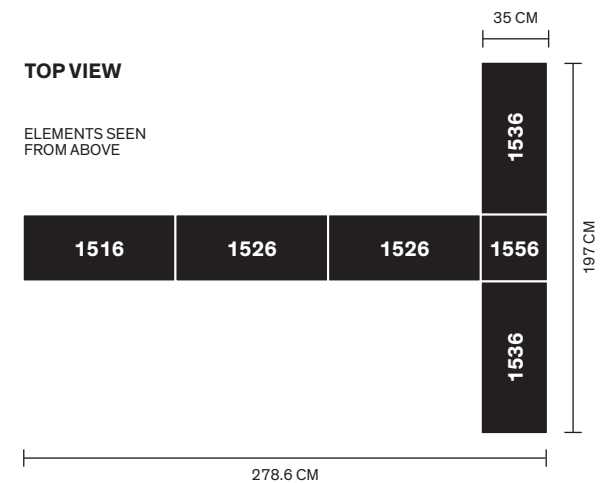 35 CM
TOP VIEW
ELEMENTS SEEN
FROM ABOVE
1536
1516
1526
1526
1556
197 CM
1536
278.6 CM